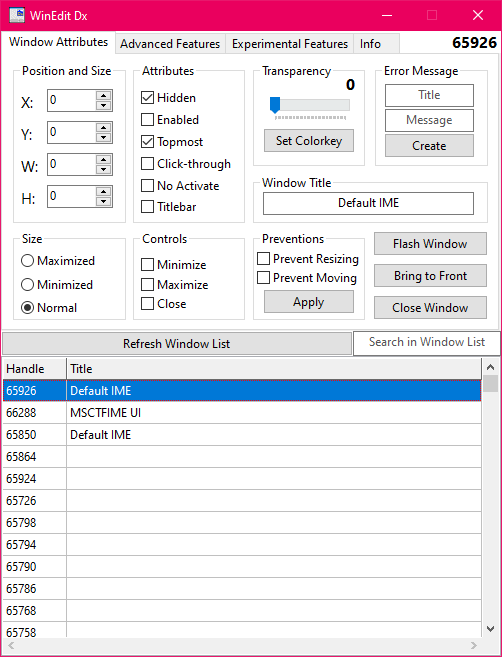 WinEdit Dx
Window Attributes Advanced Features Experimental Features Info 65926
Position and Size
X: 0
Y: 0
W: 0
H: 0
Attributes
Hidden
Enabled
Topmost
Click-through
No Activate
Titlebar
Transparency
0
Set Colorkey
Error Message
Title
Message
Create
Window Title
Default IME
Size
Maximized
Minimized
Normal
Controls
Minimize
Maximize
Close
Preventions
Prevent Resizing
Prevent Moving
Apply
Flash Window
Bring to Front
Close Window
Refresh Window List Search in Window List
Handle Title
65926 Default IME
66288 MSCTFIME UI
65850 Default IME
65864
65924
65726
65798
65794
65790
65786
65768
65758